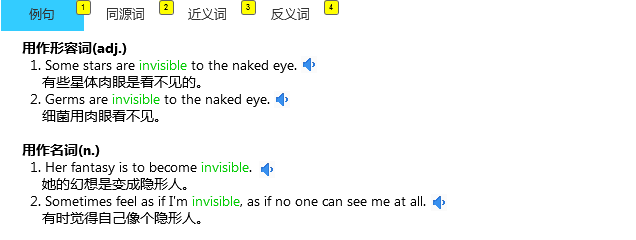 例句 1 同源词 2 近义词 3 反义词 4
用作形容词(adj.)
1. Some stars are invisible to the naked eye.
有些星体肉眼是看不见的。
2. Germs are invisible to the naked eye.
细菌用肉眼看不见。
用作名词(n.)
1. Her fantasy is to become invisible.
她的幻想是变成隐形人。
2. Sometimes feel as if I'm invisible, as if no one can see me at all.
有时觉得自己像个隐形人。